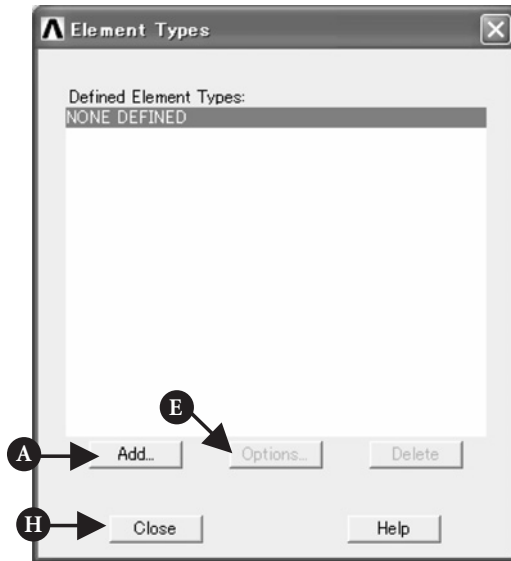 Element Types
Defined Element Types:
NONE DEFINED
E
A Add... Options... Delete
H Close Help